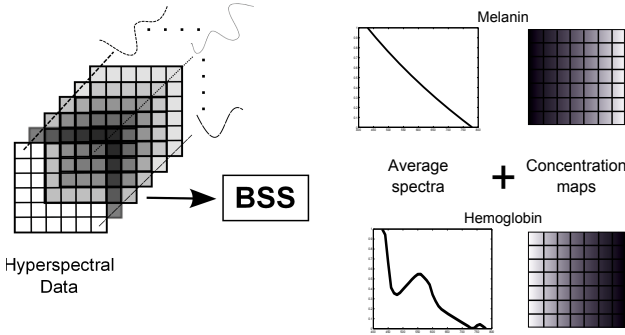 Melanin
Average
spectra
+
Concentration
maps
BSS
Hemoglobin
Hyperspectral
Data